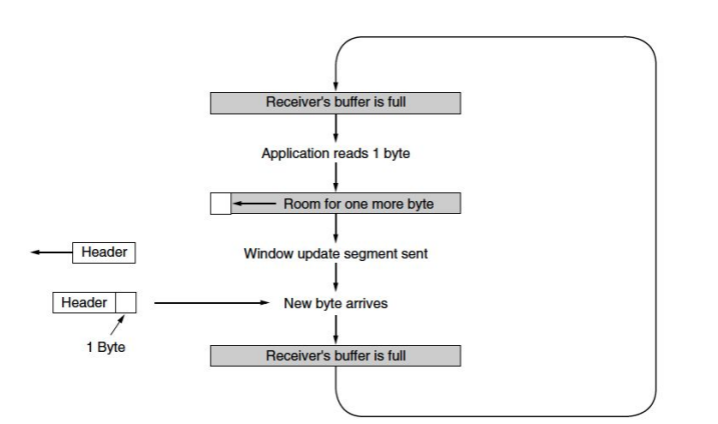 Receiver's buffer is full
Application reads 1 byte
Room for one more byte
Header
Window update segment sent
Header
New byte arrives
1 Byte
Receiver's buffer is full